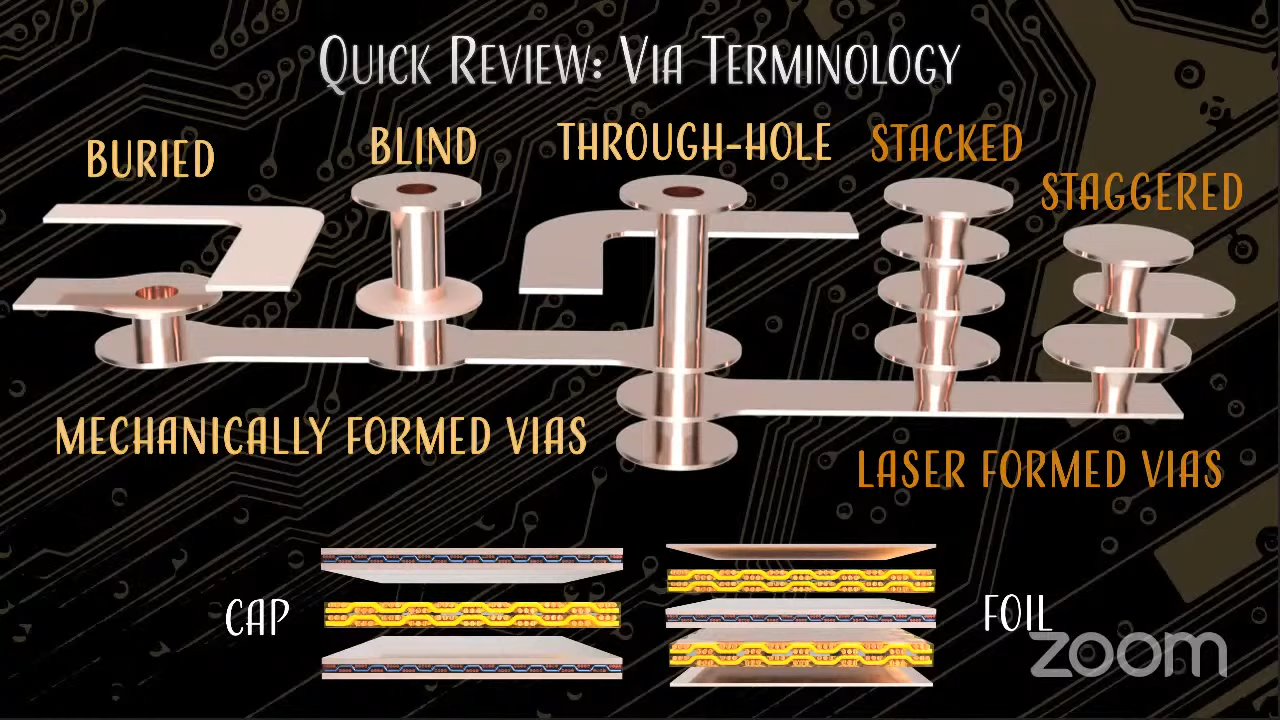 QUICK REVIEW: VIA TERMINOLOGY
BURIED
BLIND
THROUGH-HOLE
STACKED
STAGGERED
MECHANICALLY FORMED VIAS
LASER FORMED VIAS
CAP
FOIL
zoom